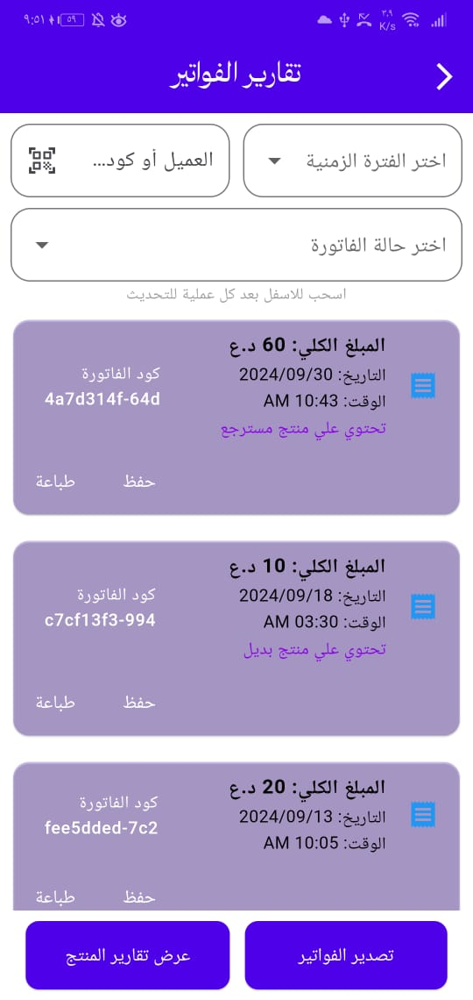 ٩:٥١
٥٩
٣,٩ K/s
تقارير الفواتير
اختر الفترة الزمنية
العميل أو كود...
اختر حالة الفاتورة
اسحب للاسفل بعد كل عملية للتحديث
المبلغ الكلي: 60 د.ع
التاريخ: 2024/09/30
الوقت: 10:43 AM
تحتوي علي منتج مسترجع
كود الفاتورة
4a7d314f-64d
حفظ
طباعة
المبلغ الكلي: 10 د.ع
التاريخ: 2024/09/18
الوقت: 03:30 AM
تحتوي علي منتج بديل
كود الفاتورة
c7cf13f3-994
حفظ
طباعة
المبلغ الكلي: 20 د.ع
التاريخ: 2024/09/13
الوقت: 10:05 AM
كود الفاتورة
fee5dded-7c2
حفظ
طباعة
تصدير الفواتير
عرض تقارير المنتج